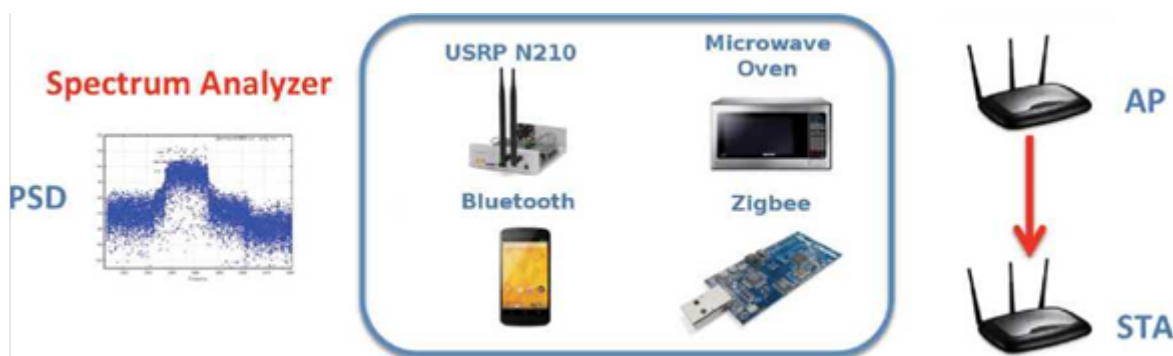 Spectrum Analyzer
PSD
USRP N210
Microwave
Oven
Bluetooth
Zigbee
AP
STA